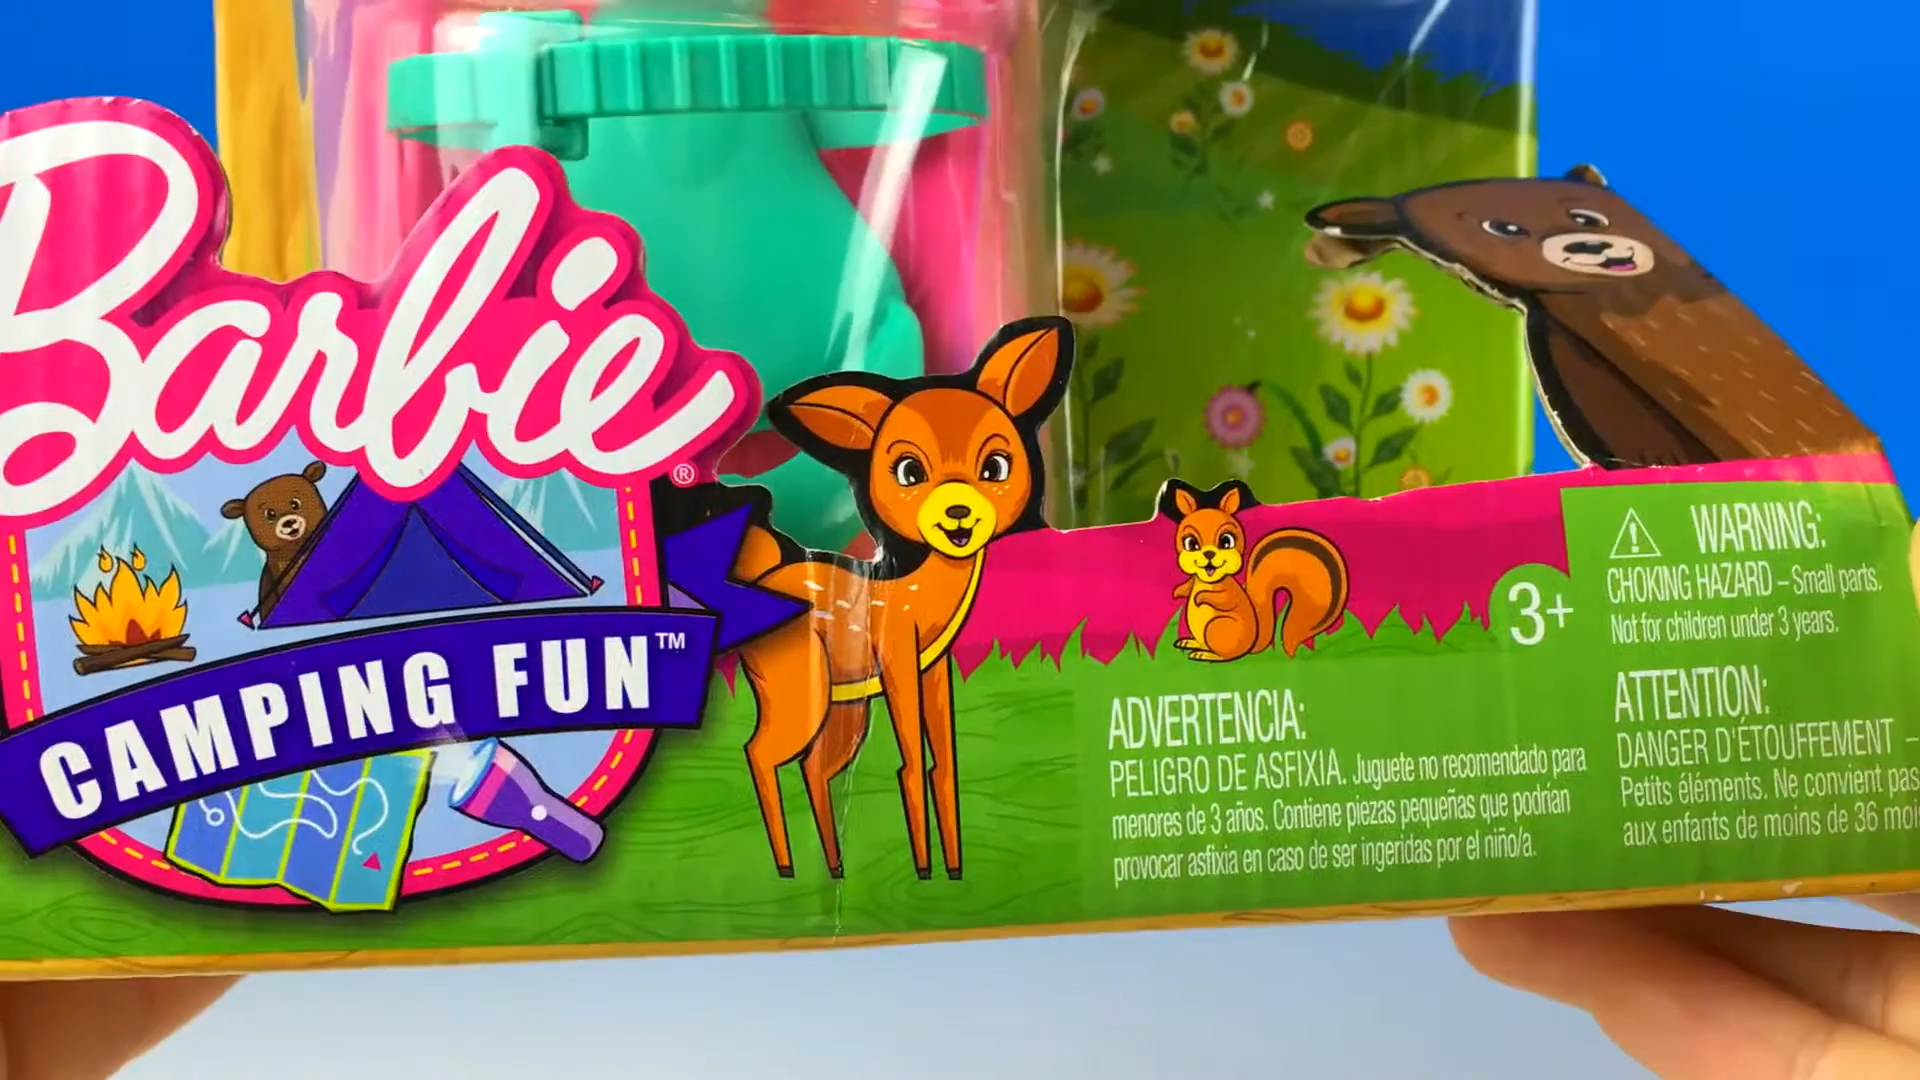 Barbie®
CAMPING FUN™
3+
WARNING:
CHOKING HAZARD – Small parts.
Not for children under 3 years.
ADVERTENCIA:
PELIGRO DE ASFIXIA. Juguete no recomendado para
menores de 3 años. Contiene piezas pequeñas que podrían
provocar asfixia en caso de ser ingeridas por el niño/a.
ATTENTION:
DANGER D'ÉTOUFFEMENT –
Petits éléments. Ne convient pas
aux enfants de moins de 36 moi